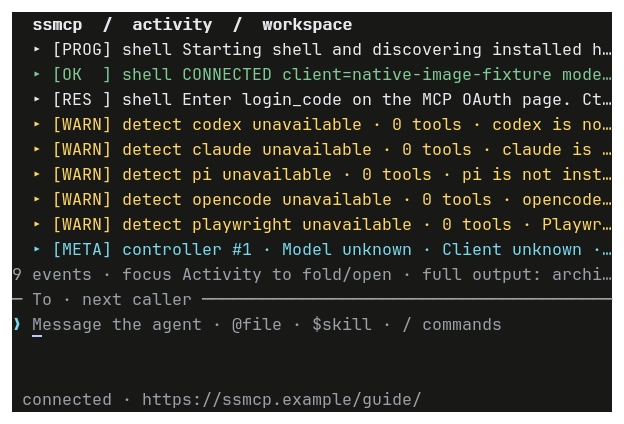 ssmcp  /  activity  /  workspace
‣ [PROG] shell Starting shell and discovering installed h…
‣ [OK  ] shell CONNECTED client=native-image-fixture mode…
‣ [RES ] shell Enter login_code on the MCP OAuth page. Ct…
‣ [WARN] detect codex unavailable · 0 tools · codex is no…
‣ [WARN] detect claude unavailable · 0 tools · claude is …
‣ [WARN] detect pi unavailable · 0 tools · pi is not inst…
‣ [WARN] detect opencode unavailable · 0 tools · opencode…
‣ [WARN] detect playwright unavailable · 0 tools · Playwr…
‣ [META] controller #1 · Model unknown · Client unknown ·…
9 events · focus Activity to fold/open · full output: archi…
─ To · next caller ─────────────────────────────────────────
❯ Message the agent · @file · $skill · / commands
connected · https://ssmcp.example/guide/